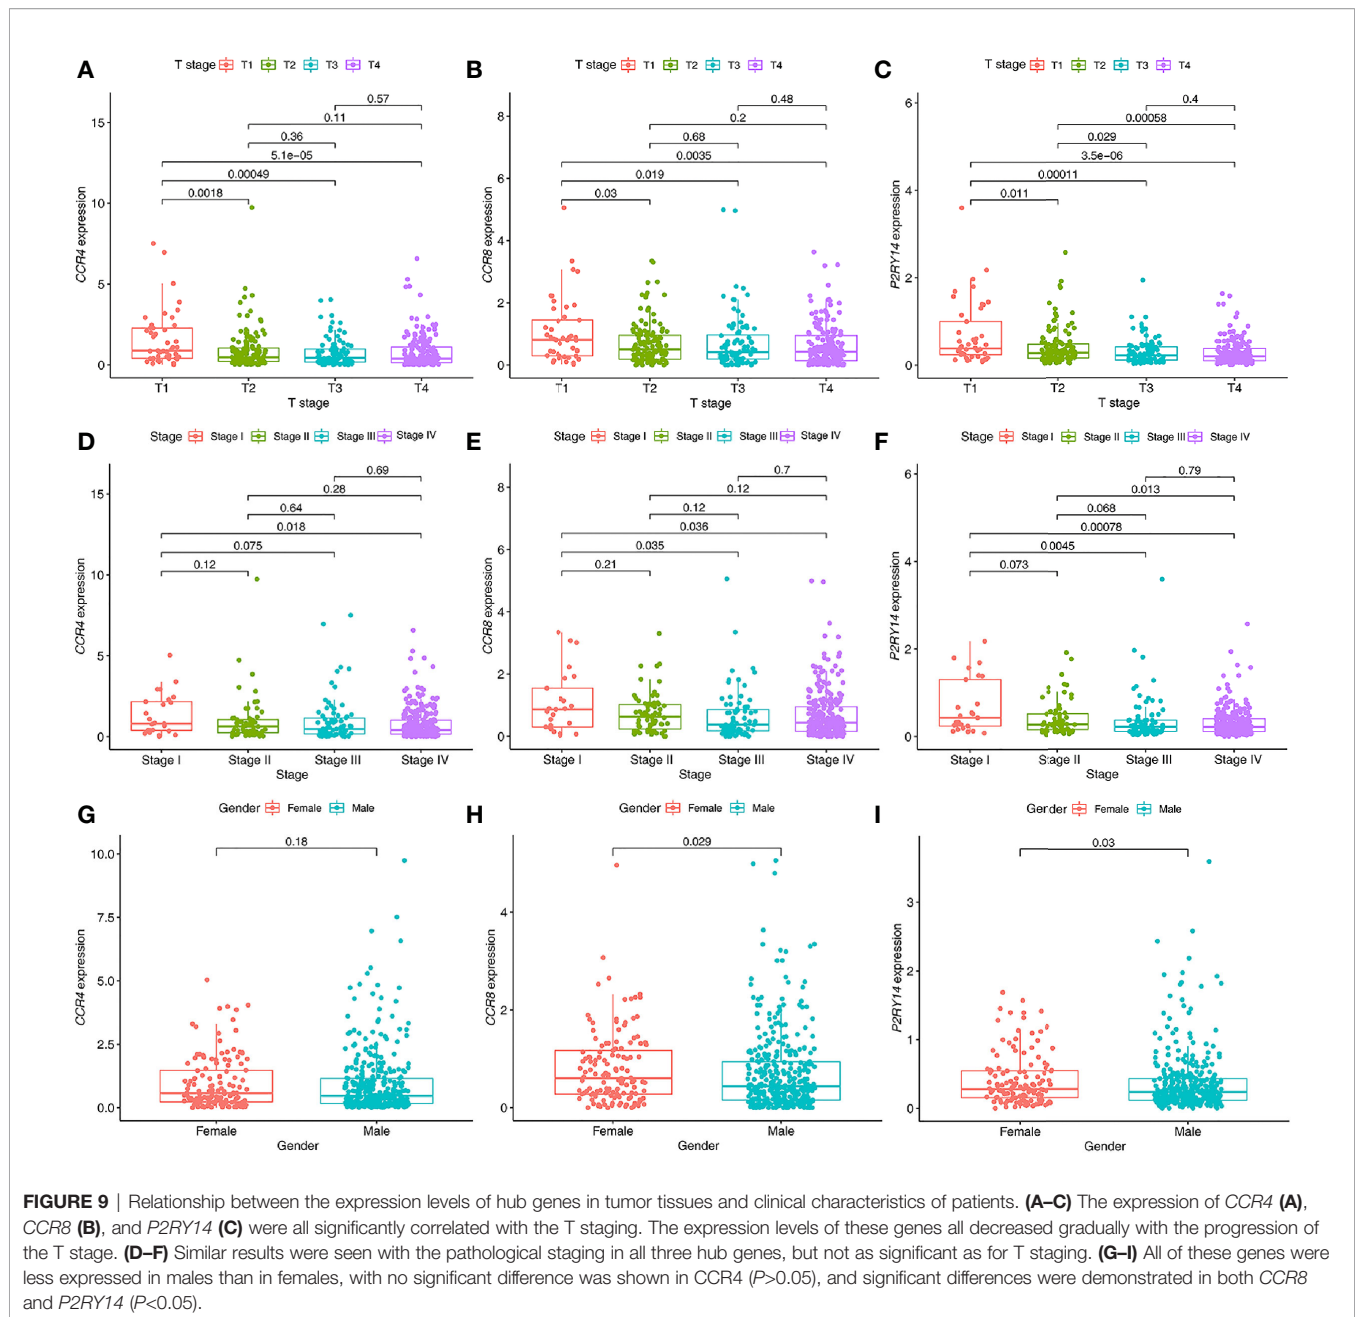 A T stage T1 T2 T3 T4
CCR4 expression
15
10
5
0
0.57
0.11
0.36
5.1e−05
0.00049
0.0018
T1 T2 T3 T4
T stage
B T stage T1 T2 T3 T4
CCR8 expression
8
6
4
2
0
0.48
0.2
0.68
0.0035
0.019
0.03
T1 T2 T3 T4
T stage
C T stage T1 T2 T3 T4
P2RY14 expression
6
4
2
0
0.4
0.00058
0.029
3.5e−06
0.00011
0.011
T1 T2 T3 T4
T stage
D Stage Stage I Stage II Stage III Stage IV
CCR4 expression
15
10
5
0
0.69
0.28
0.64
0.018
0.075
0.12
Stage I Stage II Stage III Stage IV
Stage
E Stage Stage I Stage II Stage III Stage IV
CCR8 expression
8
6
4
2
0
0.7
0.12
0.12
0.036
0.035
0.21
Stage I Stage II Stage III Stage IV
Stage
F Stage Stage I Stage II Stage III Stage IV
P2RY14 expression
6
4
2
0
0.79
0.013
0.068
0.00078
0.0045
0.073
Stage I Stage II Stage III Stage IV
Stage
G Gender Female Male
CCR4 expression
10.0
7.5
5.0
2.5
0.0
0.18
Female Male
Gender
H Gender Female Male
CCR8 expression
4
2
0
0.029
Female Male
Gender
I Gender Female Male
P2RY14 expression
3
2
1
0
0.03
Female Male
Gender
FIGURE 9 | Relationship between the expression levels of hub genes in tumor tissues and clinical characteristics of patients. (A–C) The expression of CCR4 (A),
CCR8 (B), and P2RY14 (C) were all significantly correlated with the T staging. The expression levels of these genes all decreased gradually with the progression of
the T stage. (D–F) Similar results were seen with the pathological staging in all three hub genes, but not as significant as for T staging. (G–I) All of these genes were
less expressed in males than in females, with no significant difference was shown in CCR4 (P>0.05), and significant differences were demonstrated in both CCR8
and P2RY14 (P<0.05).